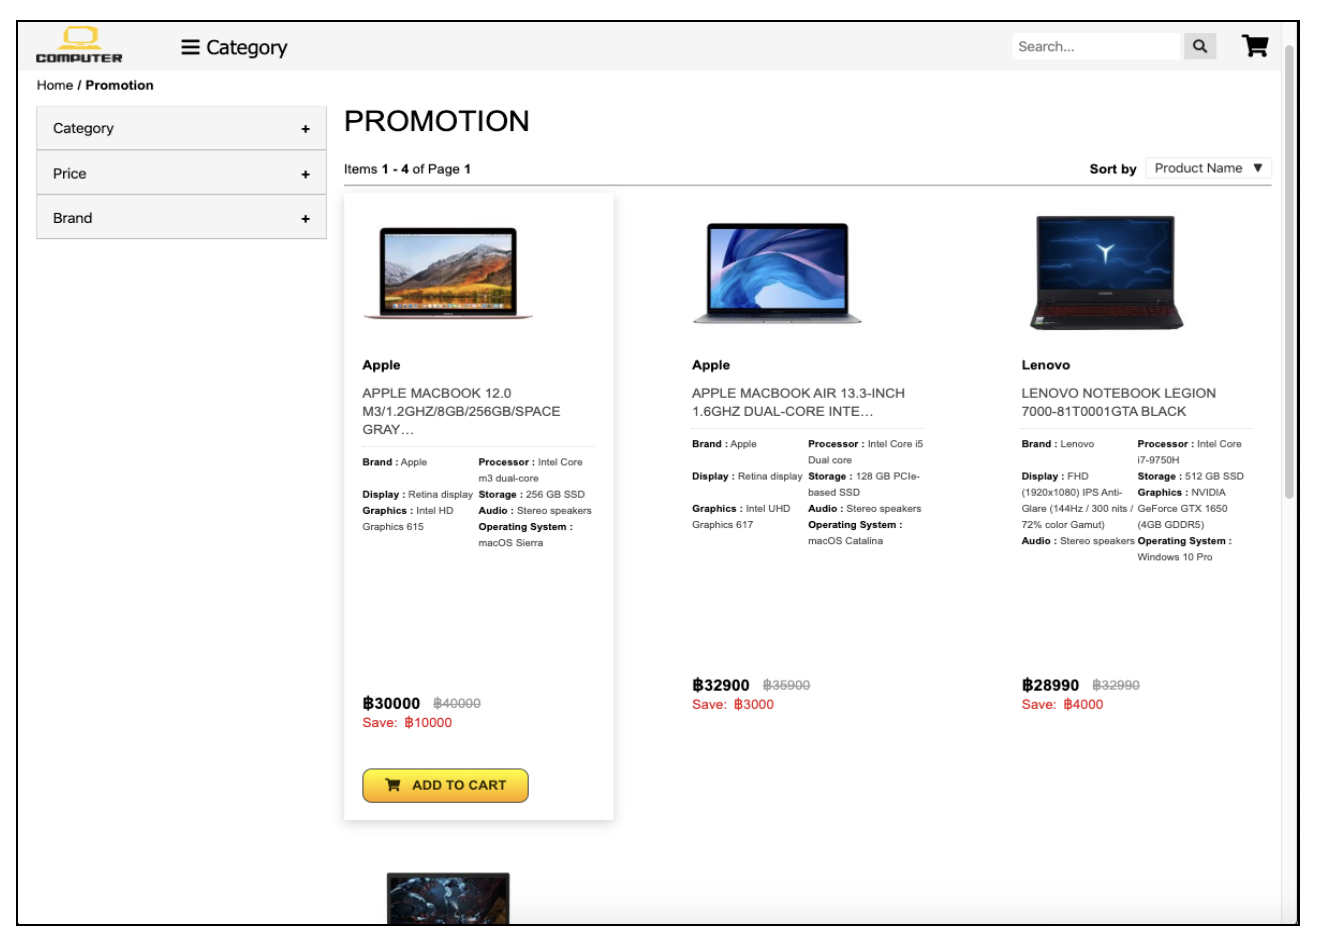 COMPUTER
Category
Search...
Home / Promotion
Category +
Price +
Brand +
PROMOTION
Items 1 - 4 of Page 1
Sort by Product Name ▼
Apple
APPLE MACBOOK 12.0
M3/1.2GHZ/8GB/256GB/SPACE
GRAY...
Brand : Apple
Processor : Intel Core
m3 dual-core
Display : Retina display
Storage : 256 GB SSD
Graphics : Intel HD
Graphics 615
Audio : Stereo speakers
Operating System :
macOS Sierra
฿30000 ฿40000
Save: ฿10000
ADD TO CART
Apple
APPLE MACBOOK AIR 13.3-INCH
1.6GHZ DUAL-CORE INTE...
Brand : Apple
Processor : Intel Core i5
Dual core
Display : Retina display
Storage : 128 GB PCIe-
based SSD
Graphics : Intel UHD
Graphics 617
Audio : Stereo speakers
Operating System :
macOS Catalina
฿32900 ฿35900
Save: ฿3000
Lenovo
LENOVO NOTEBOOK LEGION
7000-81T0001GTA BLACK
Brand : Lenovo
Processor : Intel Core
i7-9750H
Display : FHD
(1920x1080) IPS Anti-
Glare (144Hz / 300 nits /
72% color Gamut)
Storage : 512 GB SSD
Graphics : NVIDIA
GeForce GTX 1650
(4GB GDDR5)
Audio : Stereo speakers
Operating System :
Windows 10 Pro
฿28990 ฿32990
Save: ฿4000